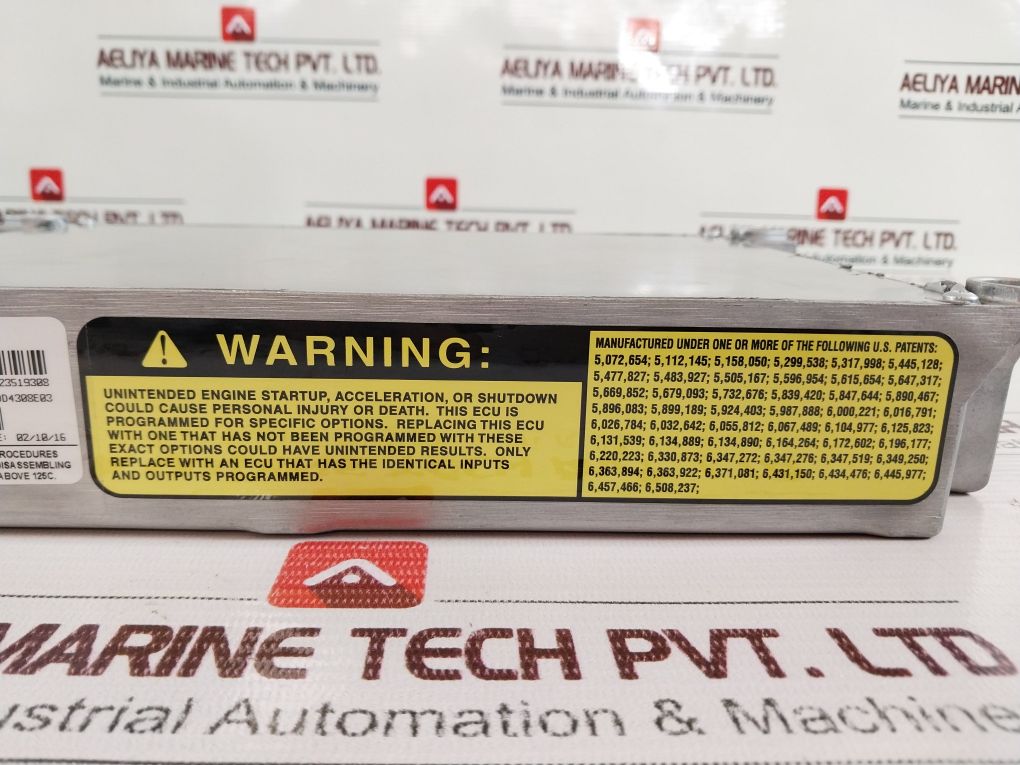 AELIYA MARINE TECH PVT. LTD.
Marine & Industrial Automation & Machinery
AELIYA MARINE TECH PVT. LTD.
Marine & Industrial Automation & Machinery
AELIYA MARIN
Marine & Industrial A
TECH PVT. LTD.
AELIYA MARINE TECH PVT. LTD.
RINE TECH PVT. LTD.
Automation & Machinery
23519308
02/10/16
ROCEDURES
DISASSEMBLING
ABOVE 125C.
WARNING:
UNINTENDED ENGINE STARTUP, ACCELERATION, OR SHUTDOWN
COULD CAUSE PERSONAL INJURY OR DEATH. THIS ECU IS
PROGRAMMED FOR SPECIFIC OPTIONS. REPLACING THIS ECU
WITH ONE THAT HAS NOT BEEN PROGRAMMED WITH THESE
EXACT OPTIONS COULD HAVE UNINTENDED RESULTS. ONLY
REPLACE WITH AN ECU THAT HAS THE IDENTICAL INPUTS
AND OUTPUTS PROGRAMMED.
MANUFACTURED UNDER ONE OR MORE OF THE FOLLOWING U.S. PATENTS:
5,072,654; 5,112,145; 5,158,050; 5,299,538; 5,317,998; 5,445,128;
5,477,827; 5,483,927; 5,505,167; 5,596,954; 5,615,654; 5,647,317;
5,669,852; 5,679,093; 5,732,676; 5,839,420; 5,847,644; 5,890,467;
5,896,083; 5,899,189; 5,924,403; 5,987,888; 6,000,221; 6,016,791;
6,026,784; 6,032,642; 6,055,812; 6,067,489; 6,104,977; 6,125,823;
6,131,539; 6,134,889; 6,134,890; 6,164,264; 6,172,602; 6,196,177;
6,220,223; 6,330,873; 6,347,272; 6,347,276; 6,347,519; 6,349,250;
6,363,894; 6,363,922; 6,371,081; 6,431,150; 6,434,476; 6,445,977;
6,457,466; 6,508,237;
MARINE TECH PVT. LTD
ustrial Automation & Machine